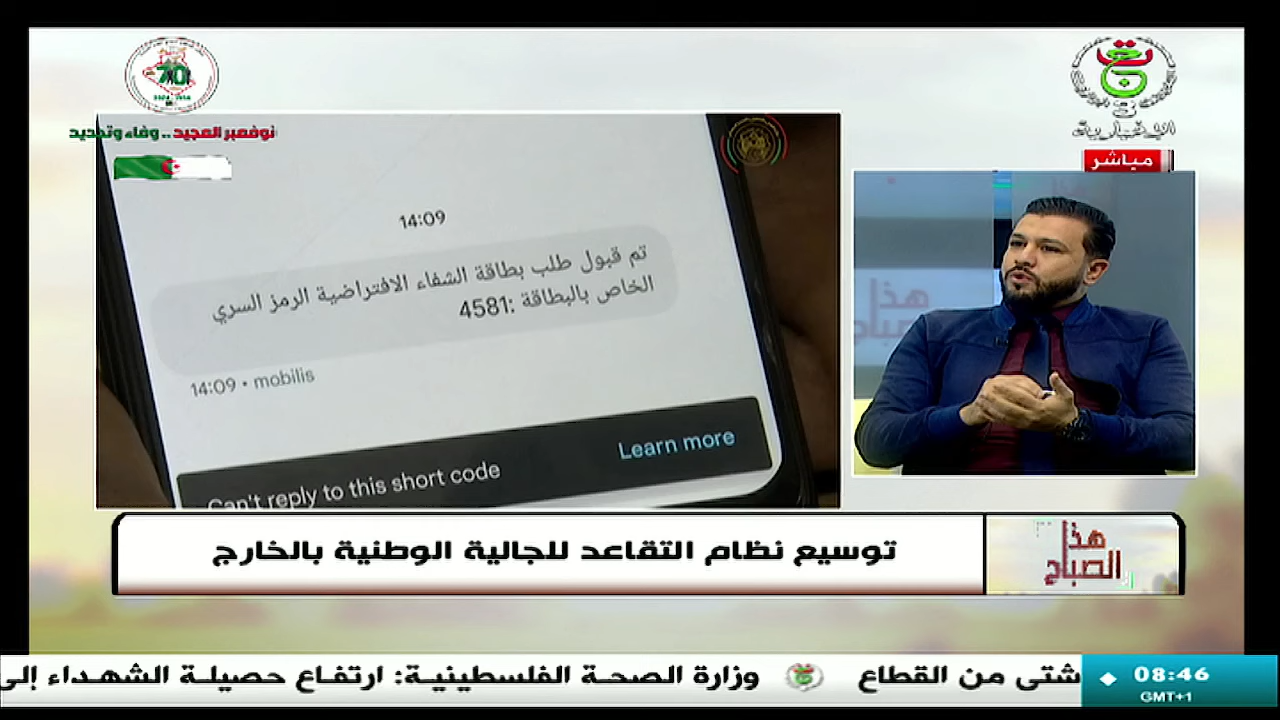 نوفمبر المجيد .. وفاء وتجديد
70
الإخبارية
مباشر
14:09
تم قبول طلب بطاقة الشفاء الافتراضية الرمز السري
الخاص بالبطاقة :4581
14:09 • mobilis
Can't reply to this short code
Learn more
هذا
الصباح
توسيع نظام التقاعد للجالية الوطنية بالخارج
هذا
الصباح
شتى من القطاع
وزارة الصحة الفلسطينية: ارتفاع حصيلة الشهداء إلى
08:46
GMT+1